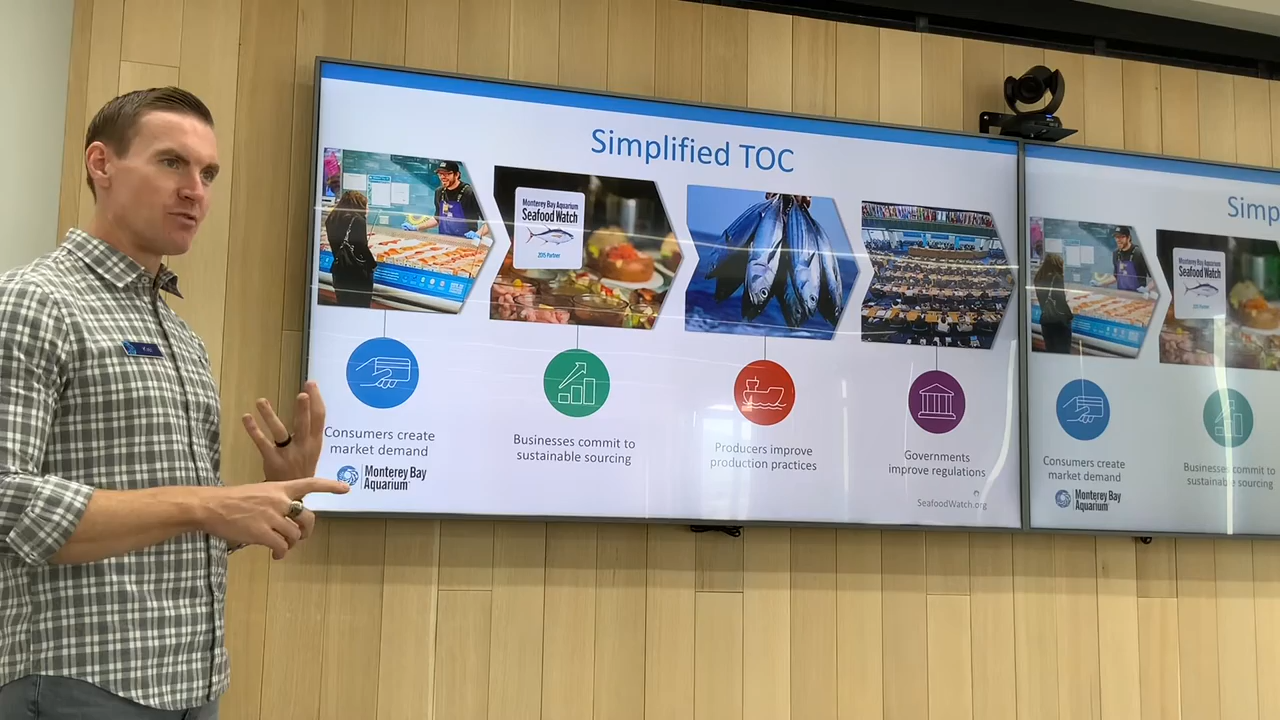 Simplified TOC
Monterey Bay Aquarium
Seafood Watch
2015 Partner
Consumers create
market demand
Businesses commit to
sustainable sourcing
Producers improve
production practices
Governments
improve regulations
Monterey Bay
Aquarium
SeafoodWatch.org
Simp
Monterey Bay Aquarium
Seafood Watch
Consumers create
market demand
Businesses commit to
sustainable sourcing
Monterey Bay
Aquarium